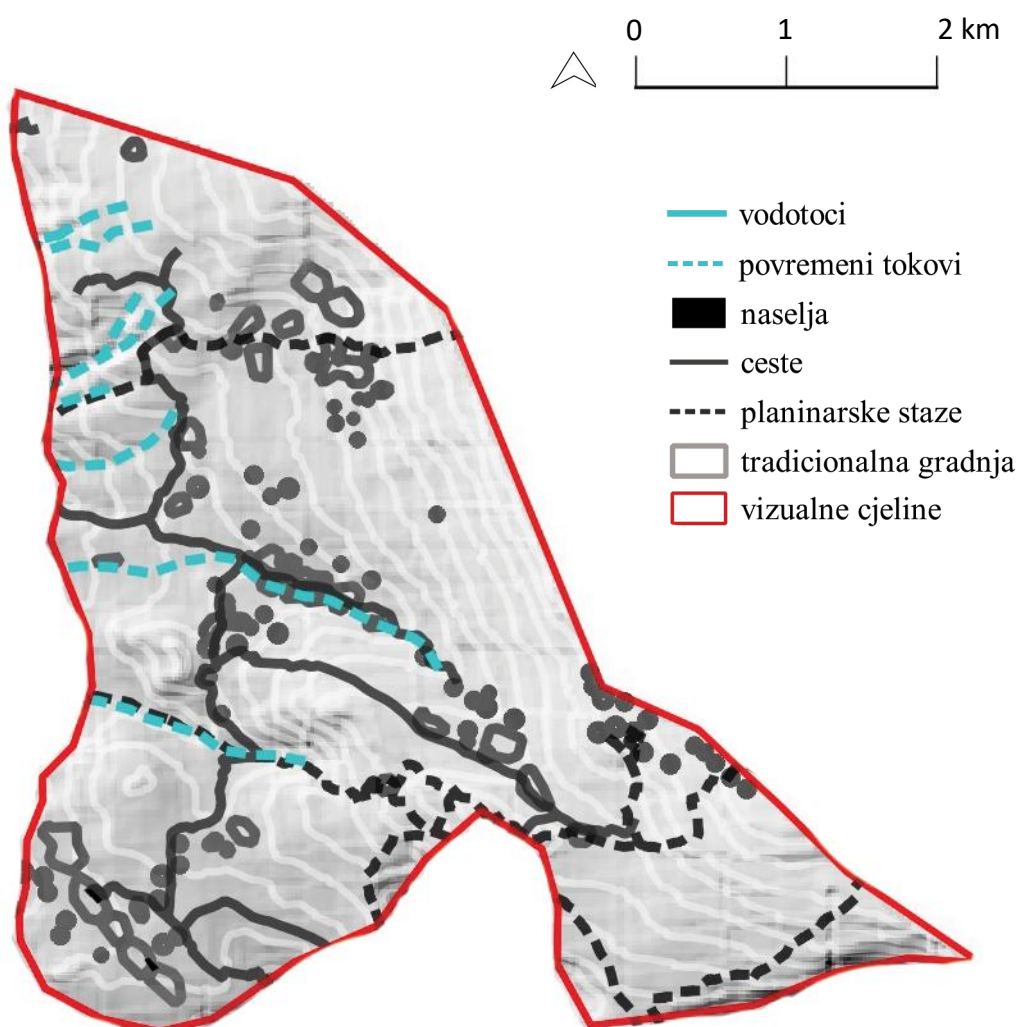 0 1 2 km
vodotoci
povremeni tokovi
naselja
ceste
planinarske staze
tradicionalna gradnja
vizualne cjeline